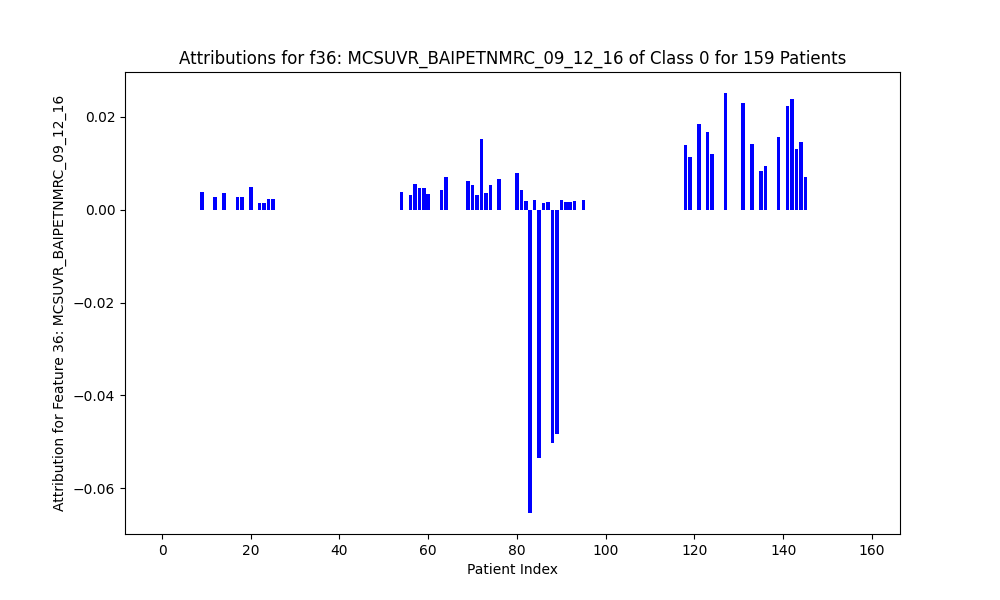 Attributions for f36: MCSUVR_BAIPETNMRC_09_12_16 of Class 0 for 159 Patients
Attribution for Feature 36: MCSUVR_BAIPETNMRC_09_12_16
0.02
0.00
−0.02
−0.04
−0.06
0 20 40 60 80 100 120 140 160
Patient Index